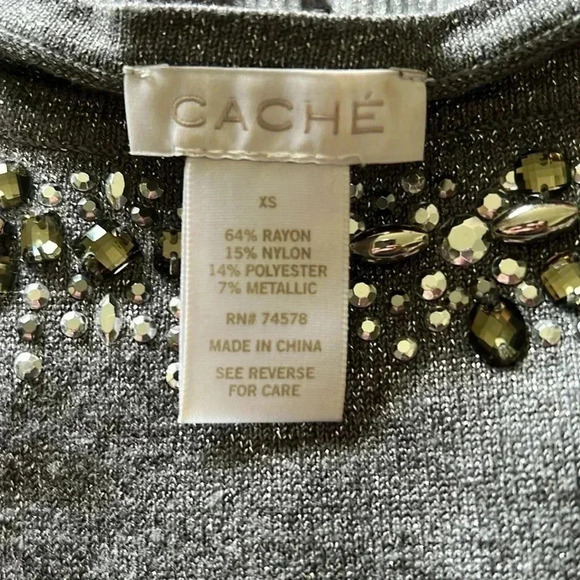 CACHÉ
XS
64% RAYON
15% NYLON
14% POLYESTER
7% METALLIC
RN# 74578
MADE IN CHINA
SEE REVERSE
FOR CARE